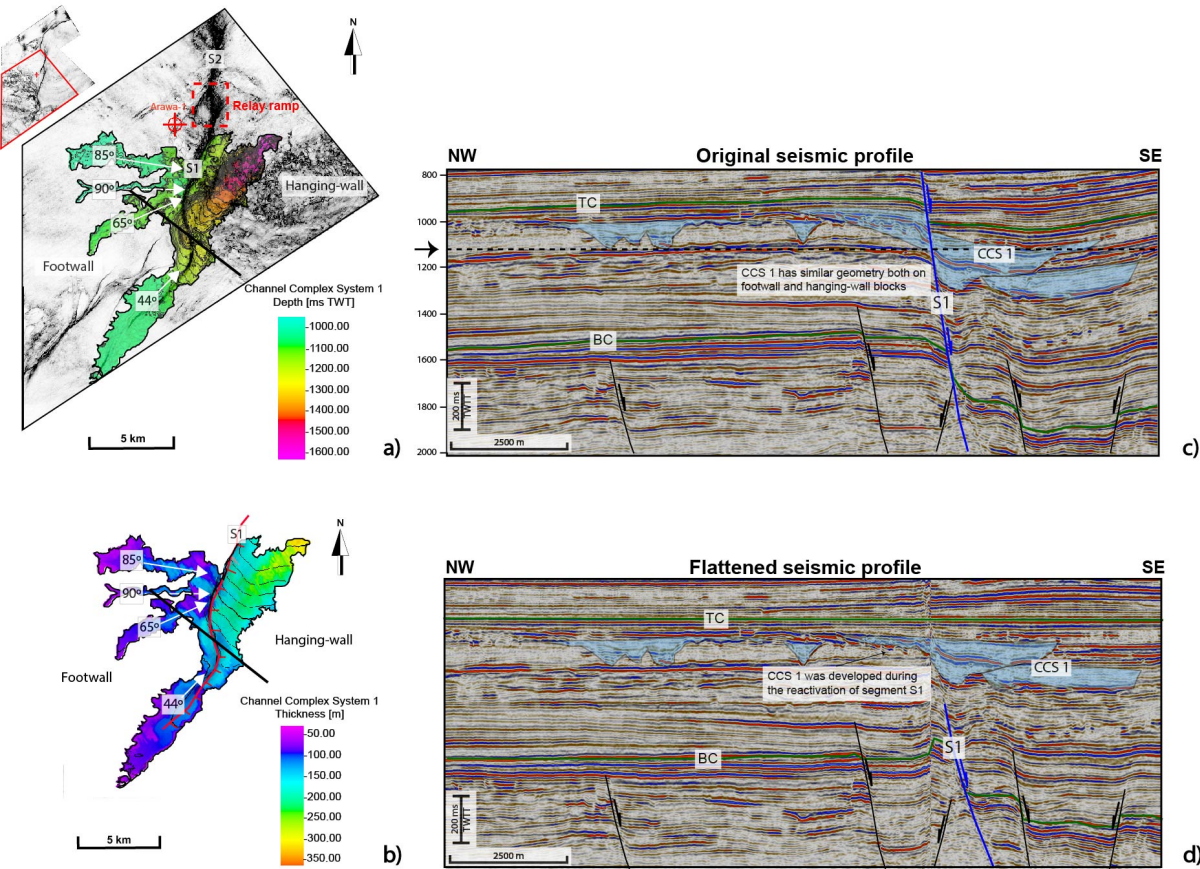 N
S2
Arawa-1
Relay ramp
85º
S1
90º
Hanging-wall
65º
Footwall
44º
Channel Complex System 1
Depth [ms TWT]
-1000.00
-1100.00
-1200.00
-1300.00
-1400.00
-1500.00
-1600.00
5 km
a)
NW
Original seismic profile
SE
800
TC
1000
CCS 1
1200
CCS 1 has similar geometry both on
footwall and hanging-wall blocks
S1
1400
BC
1600
200 ms
TWTT
1800
2500 m
2000
c)
N
S1
85º
90º
65º
Hanging-wall
Footwall
44º
Channel Complex System 1
Thickness [m]
50.00
-100.00
-150.00
-200.00
-250.00
-300.00
-350.00
5 km
b)
NW
Flattened seismic profile
SE
TC
CCS 1
CCS 1 was developed during
the reactivation of segment S1
S1
BC
200 ms
TWTT
2500 m
d)